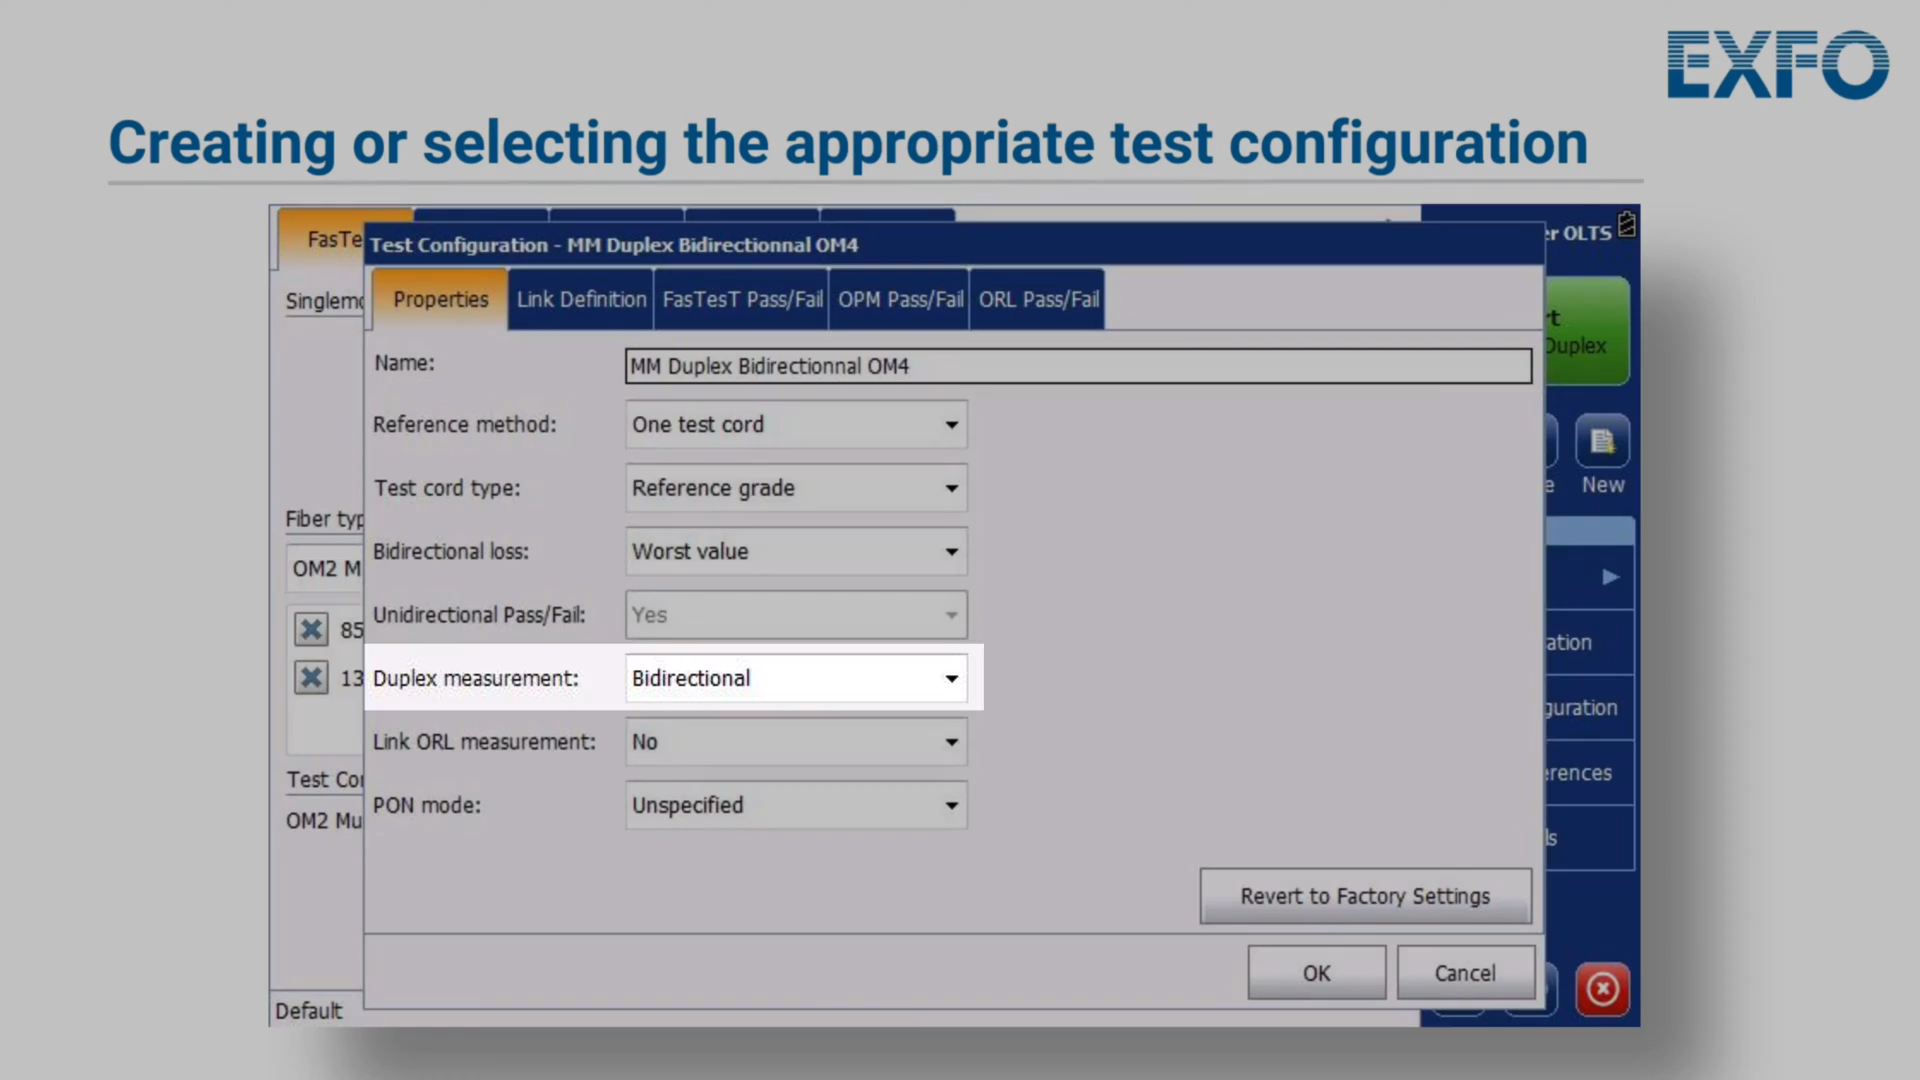 EXFO
Creating or selecting the appropriate test configuration
FasTe
er OLTS
Test Configuration - MM Duplex Bidirectionnal OM4
Properties
Link Definition
FasTesT Pass/Fail
OPM Pass/Fail
ORL Pass/Fail
Singlemo
rt
Duplex
Name:
MM Duplex Bidirectionnal OM4
Reference method:
One test cord
e
New
Test cord type:
Reference grade
Fiber typ
Bidirectional loss:
Worst value
OM2 M
Unidirectional Pass/Fail:
Yes
85
ation
Duplex measurement:
Bidirectional
13
guration
Link ORL measurement:
No
Test Co
erences
PON mode:
Unspecified
OM2 Mu
ls
Revert to Factory Settings
OK
Cancel
Default